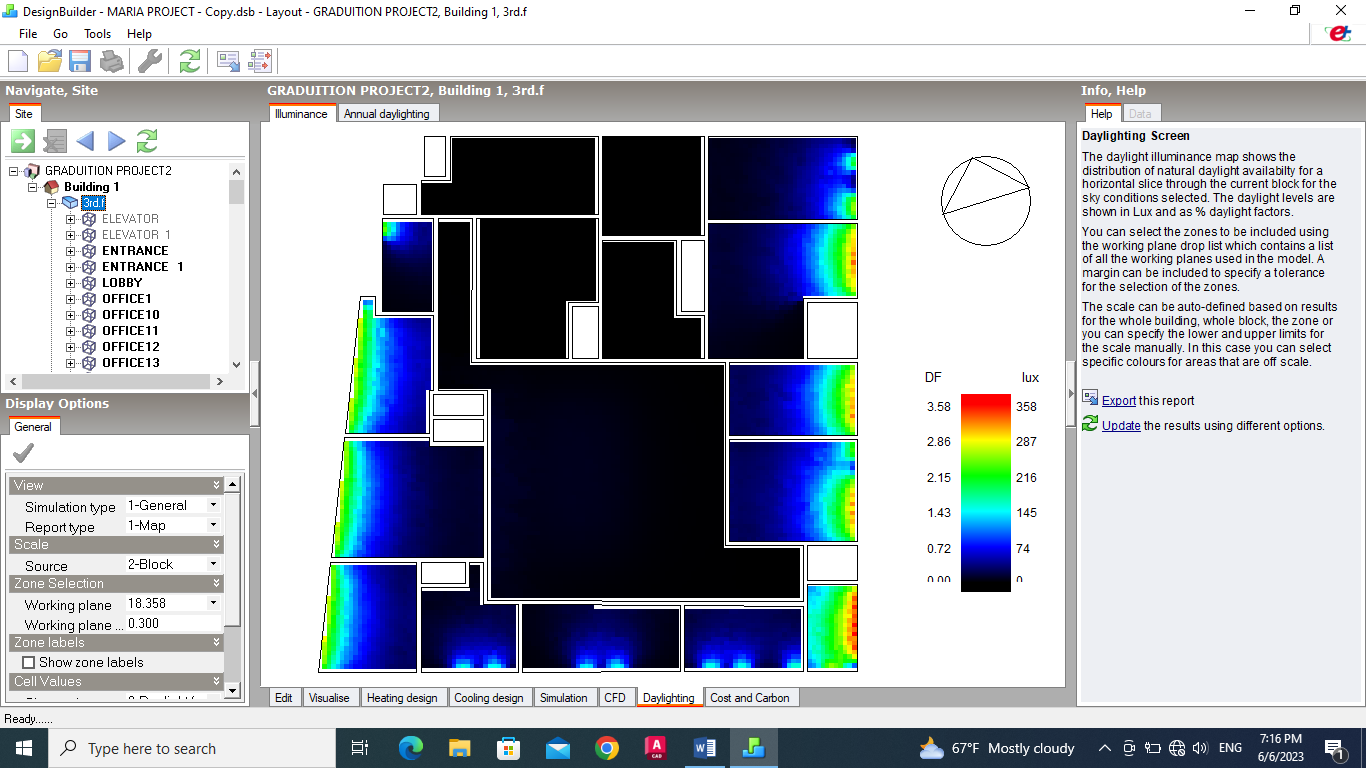 DesignBuilder - MARIA PROJECT - Copy.dsb - Layout - GRADUITION PROJECT2, Building 1, 3rd.f
File Go Tools Help
Navigate, Site
Site
GRADUITION PROJECT2
Building 1
3rd.f
ELEVATOR
ELEVATOR 1
ENTRANCE
ENTRANCE 1
LOBBY
OFFICE1
OFFICE10
OFFICE11
OFFICE12
OFFICE13
Display Options
General
View
Simulation type 1-General
Report type 1-Map
Scale
Source 2-Block
Zone Selection
Working plane 18.358
Working plane ... 0.300
Zone labels
Show zone labels
Cell Values
GRADUITION PROJECT2, Building 1, 3rd.f
Illuminance Annual daylighting
DF lux
3.58 358
2.86 287
2.15 215
1.43 145
0.72 74
0.00 0
Edit Visualise Heating design Cooling design Simulation CFD Daylighting Cost and Carbon
Info, Help
Help Data
Daylighting Screen
The daylight illuminance map shows the
distribution of natural daylight availabilty for a
horizontal slice through the current block for the
sky conditions selected. The daylight levels are
shown in Lux and as % daylight factors.
You can select the zones to be included using
the working plane drop list which contains a list
of all the working planes used in the model. A
margin can be included to specify a tolerance
for the selection of the zones.
The scale can be auto-defined based on results
for the whole building, whole block, the zone or
you can specify the lower and upper limits for
the scale manually. In this case you can select
specific colours for areas that are off scale.
Export this report
Update the results using different options.
Ready......
Type here to search
67°F Mostly cloudy
ENG
7:16 PM
6/6/2023
1